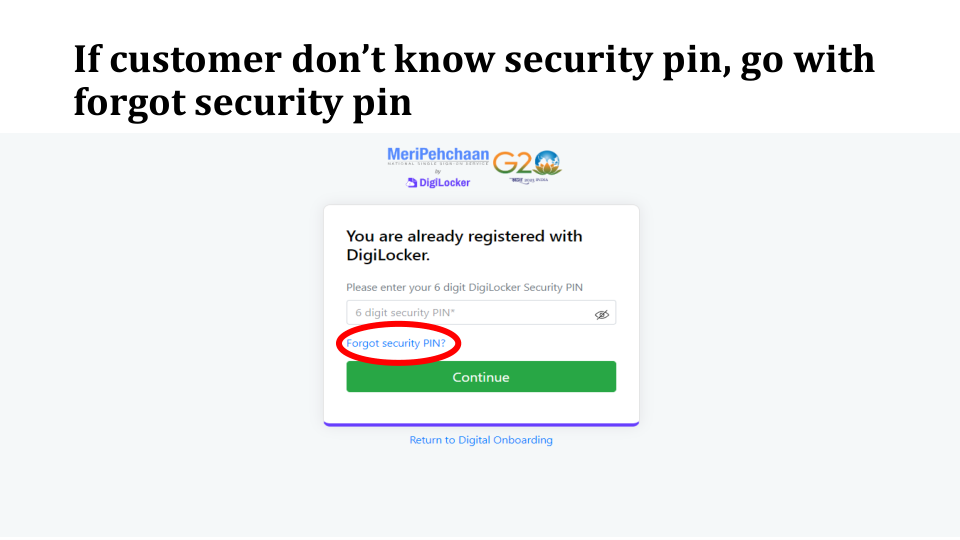 If customer don’t know security pin, go with
forgot security pin
MeriPehchaan
NATIONAL SINGLE SIGN-ON SERVICE
by
DigiLocker
G20
You are already registered with
DigiLocker.
Please enter your 6 digit DigiLocker Security PIN
6 digit security PIN*
Forgot security PIN?
Continue
Return to Digital Onboarding